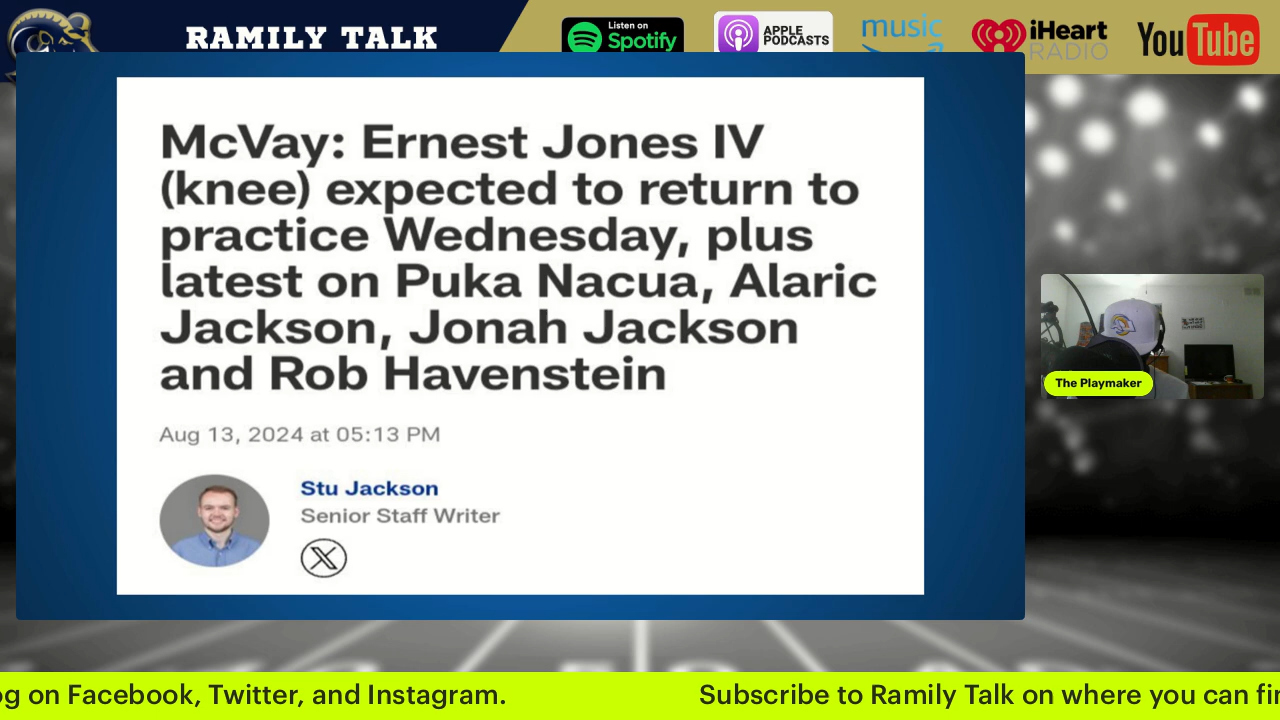 RAMILY TALK
Listen on
Spotify
APPLE
PODCASTS
music
iHeart
RADIO
YouTube
McVay: Ernest Jones IV
(knee) expected to return to
practice Wednesday, plus
latest on Puka Nacua, Alaric
Jackson, Jonah Jackson
and Rob Havenstein
Aug 13, 2024 at 05:13 PM
Stu Jackson
Senior Staff Writer
The Playmaker
og on Facebook, Twitter, and Instagram. Subscribe to Ramily Talk on where you can fin